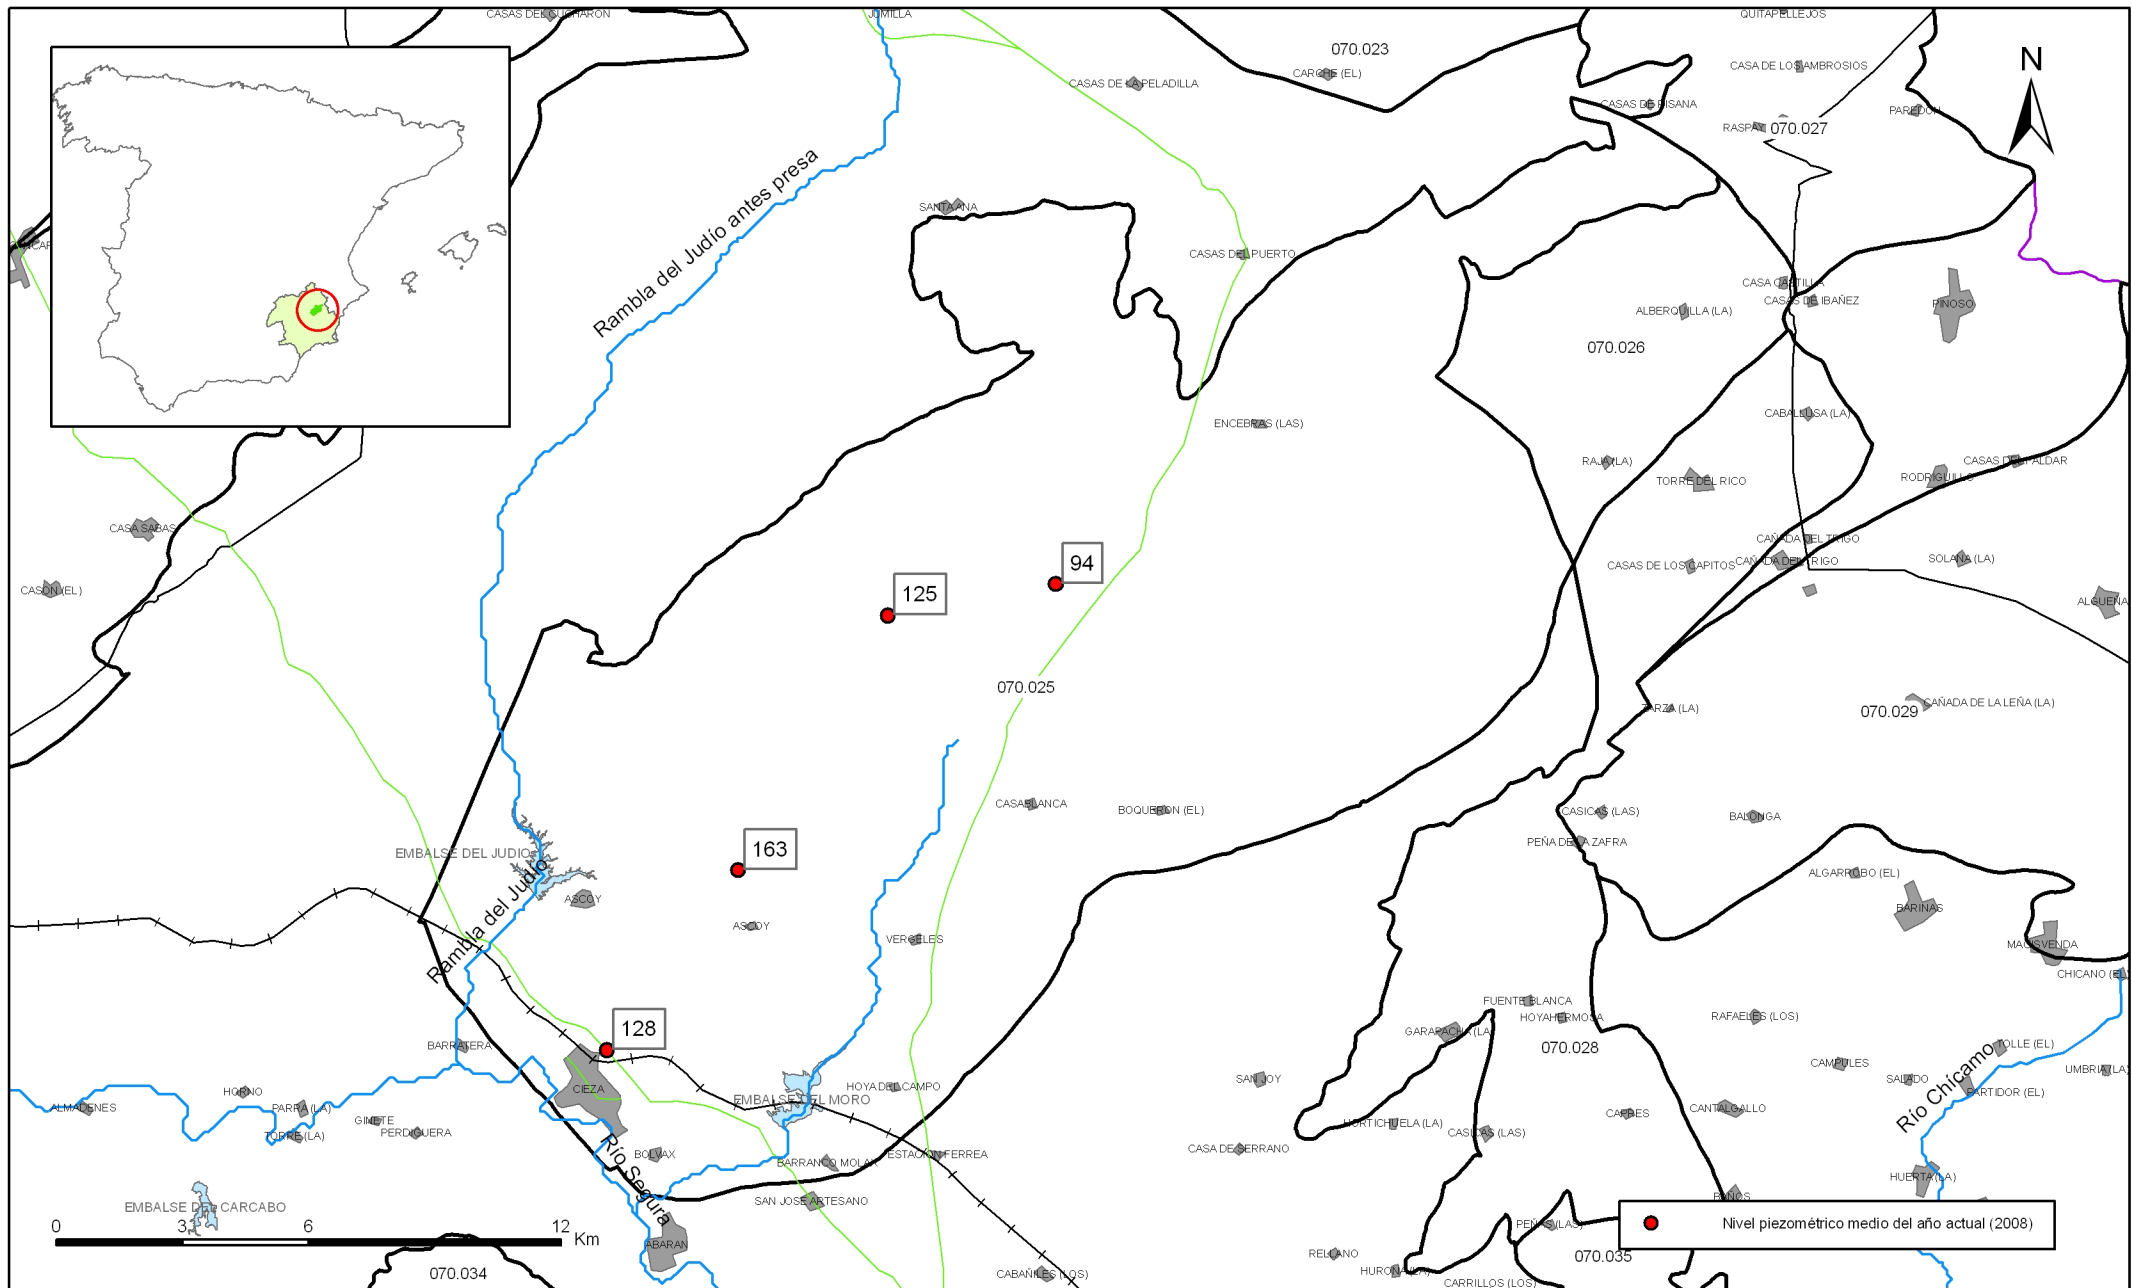 CASAS DEL CUCHARON
JUMILLA
QUITAPELLEJOS
070.023
CARCHE (EL)
CASAS DE LA PELADILLA
CASA DE LOS AMBROSIOS
N
CASAS DE PISANA
PAREDON
RASPAY
070.027
Rambla del Judío antes presa
SANTA ANA
CASAS DEL PUERTO
CASA CASTILLA
CASAS DE IBAÑEZ
PINOSO
ALBERQUILLA (LA)
070.026
ENCEBRAS (LAS)
CABALLUSA (LA)
RAJA (LA)
TORRE DEL RICO
CASAS DEL FALDAR
RODRIGUILLO
CASA SABAS
CAÑADA DEL TRIGO
CAÑADA DEL TRIGO
SOLANA (LA)
CASAS DE LOS CAPITOS
94
125
CASON (EL)
ALGUEÑA
070.025
ZARZA (LA)
070.029
CAÑADA DE LA LEÑA (LA)
CASABLANCA
BOQUERON (EL)
CASICAS (LAS)
BALONGA
PEÑA DE LA ZAFRA
EMBALSE DEL JUDIO
163
ALGARROBO (EL)
ASCOY
ASCOY
BARINAS
Rambla del Judío
VERGELES
MACISVENDA
CHICANO (EL)
FUENTE BLANCA
HOYAHERMOSA
RAFAELES (LOS)
128
GARAPACHA (LA)
BARRATERA
070.028
TOLLE (EL)
CAMPULES
UMBRIA (LA)
SAN JOY
SALADO
HORNO
CIEZA
HOYA DEL CAMPO
PARTIDOR (EL)
EMBALSE DEL MORO
Río Chícamo
ALMADENES
PARRA (LA)
GINETE
CAPRES
CANTALGALLO
HORTICHUELA (LA)
CASICAS (LAS)
TORRE (LA)
PERDIGUERA
CASA DE SERRANO
BOLVAX
BARRANCO MOLAX
ESTACION FERREA
Río Segura
HUERTA (LA)
SAN JOSE ARTESANO
BAÑOS
EMBALSE DEL CARCABO
0 3 6 12 Km
PEÑAS (LAS)
Nivel piezométrico medio del año actual (2008)
ABARAN
RELLANO
070.035
070.034
CABAÑILES (LOS)
HURONA (LA)
CARRILLOS (LOS)